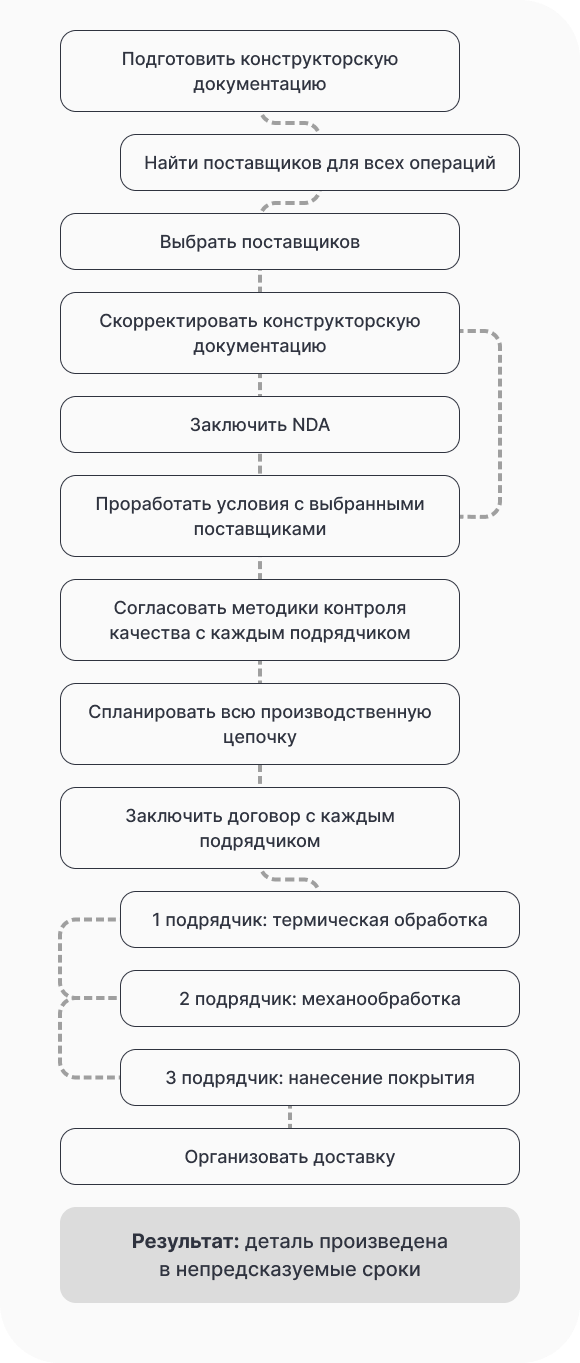 Подготовить конструкторскую
документацию
Найти поставщиков для всех операций
Выбрать поставщиков
Скорректировать конструкторскую
документацию
Заключить NDA
Проработать условия с выбранными
поставщиками
Согласовать методики контроля
качества с каждым подрядчиком
Спланировать всю производственную
цепочку
Заключить договор с каждым
подрядчиком
1 подрядчик: термическая обработка
2 подрядчик: механообработка
3 подрядчик: нанесение покрытия
Организовать доставку
Результат: деталь произведена
в непредсказуемые сроки